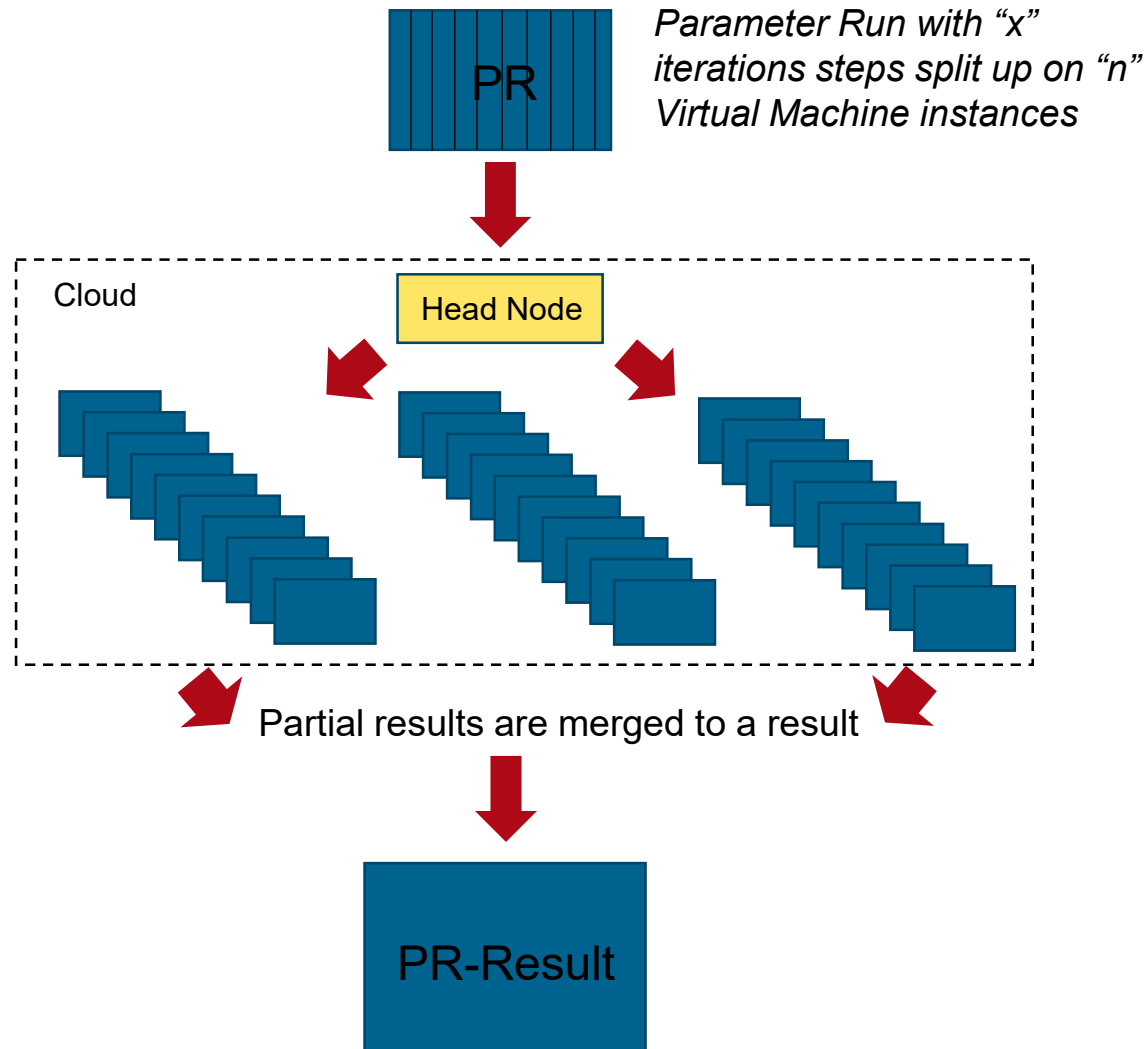 PR
Parameter Run with “x”
iterations steps split up on “n”
Virtual Machine instances
Cloud
Head Node
Partial results are merged to a result
PR-Result